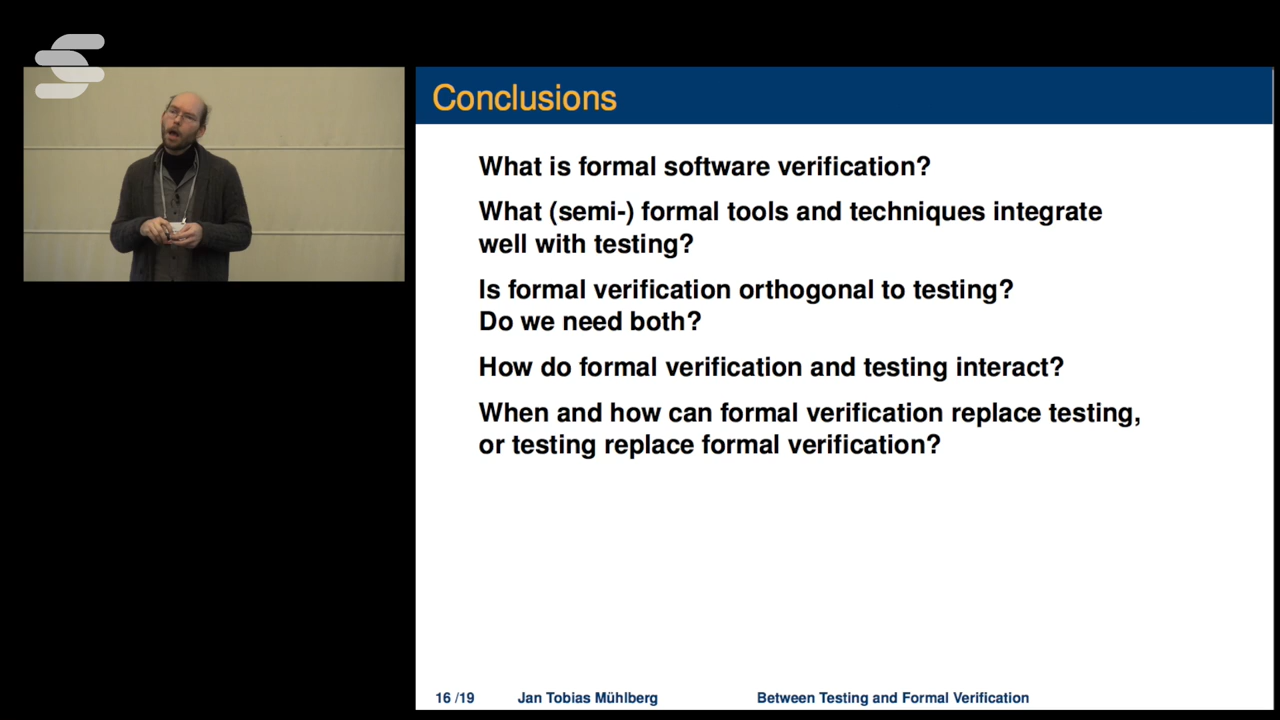 Conclusions
What is formal software verification?
What (semi-) formal tools and techniques integrate
well with testing?
Is formal verification orthogonal to testing?
Do we need both?
How do formal verification and testing interact?
When and how can formal verification replace testing,
or testing replace formal verification?
16 /19 Jan Tobias Mühlberg Between Testing and Formal Verification